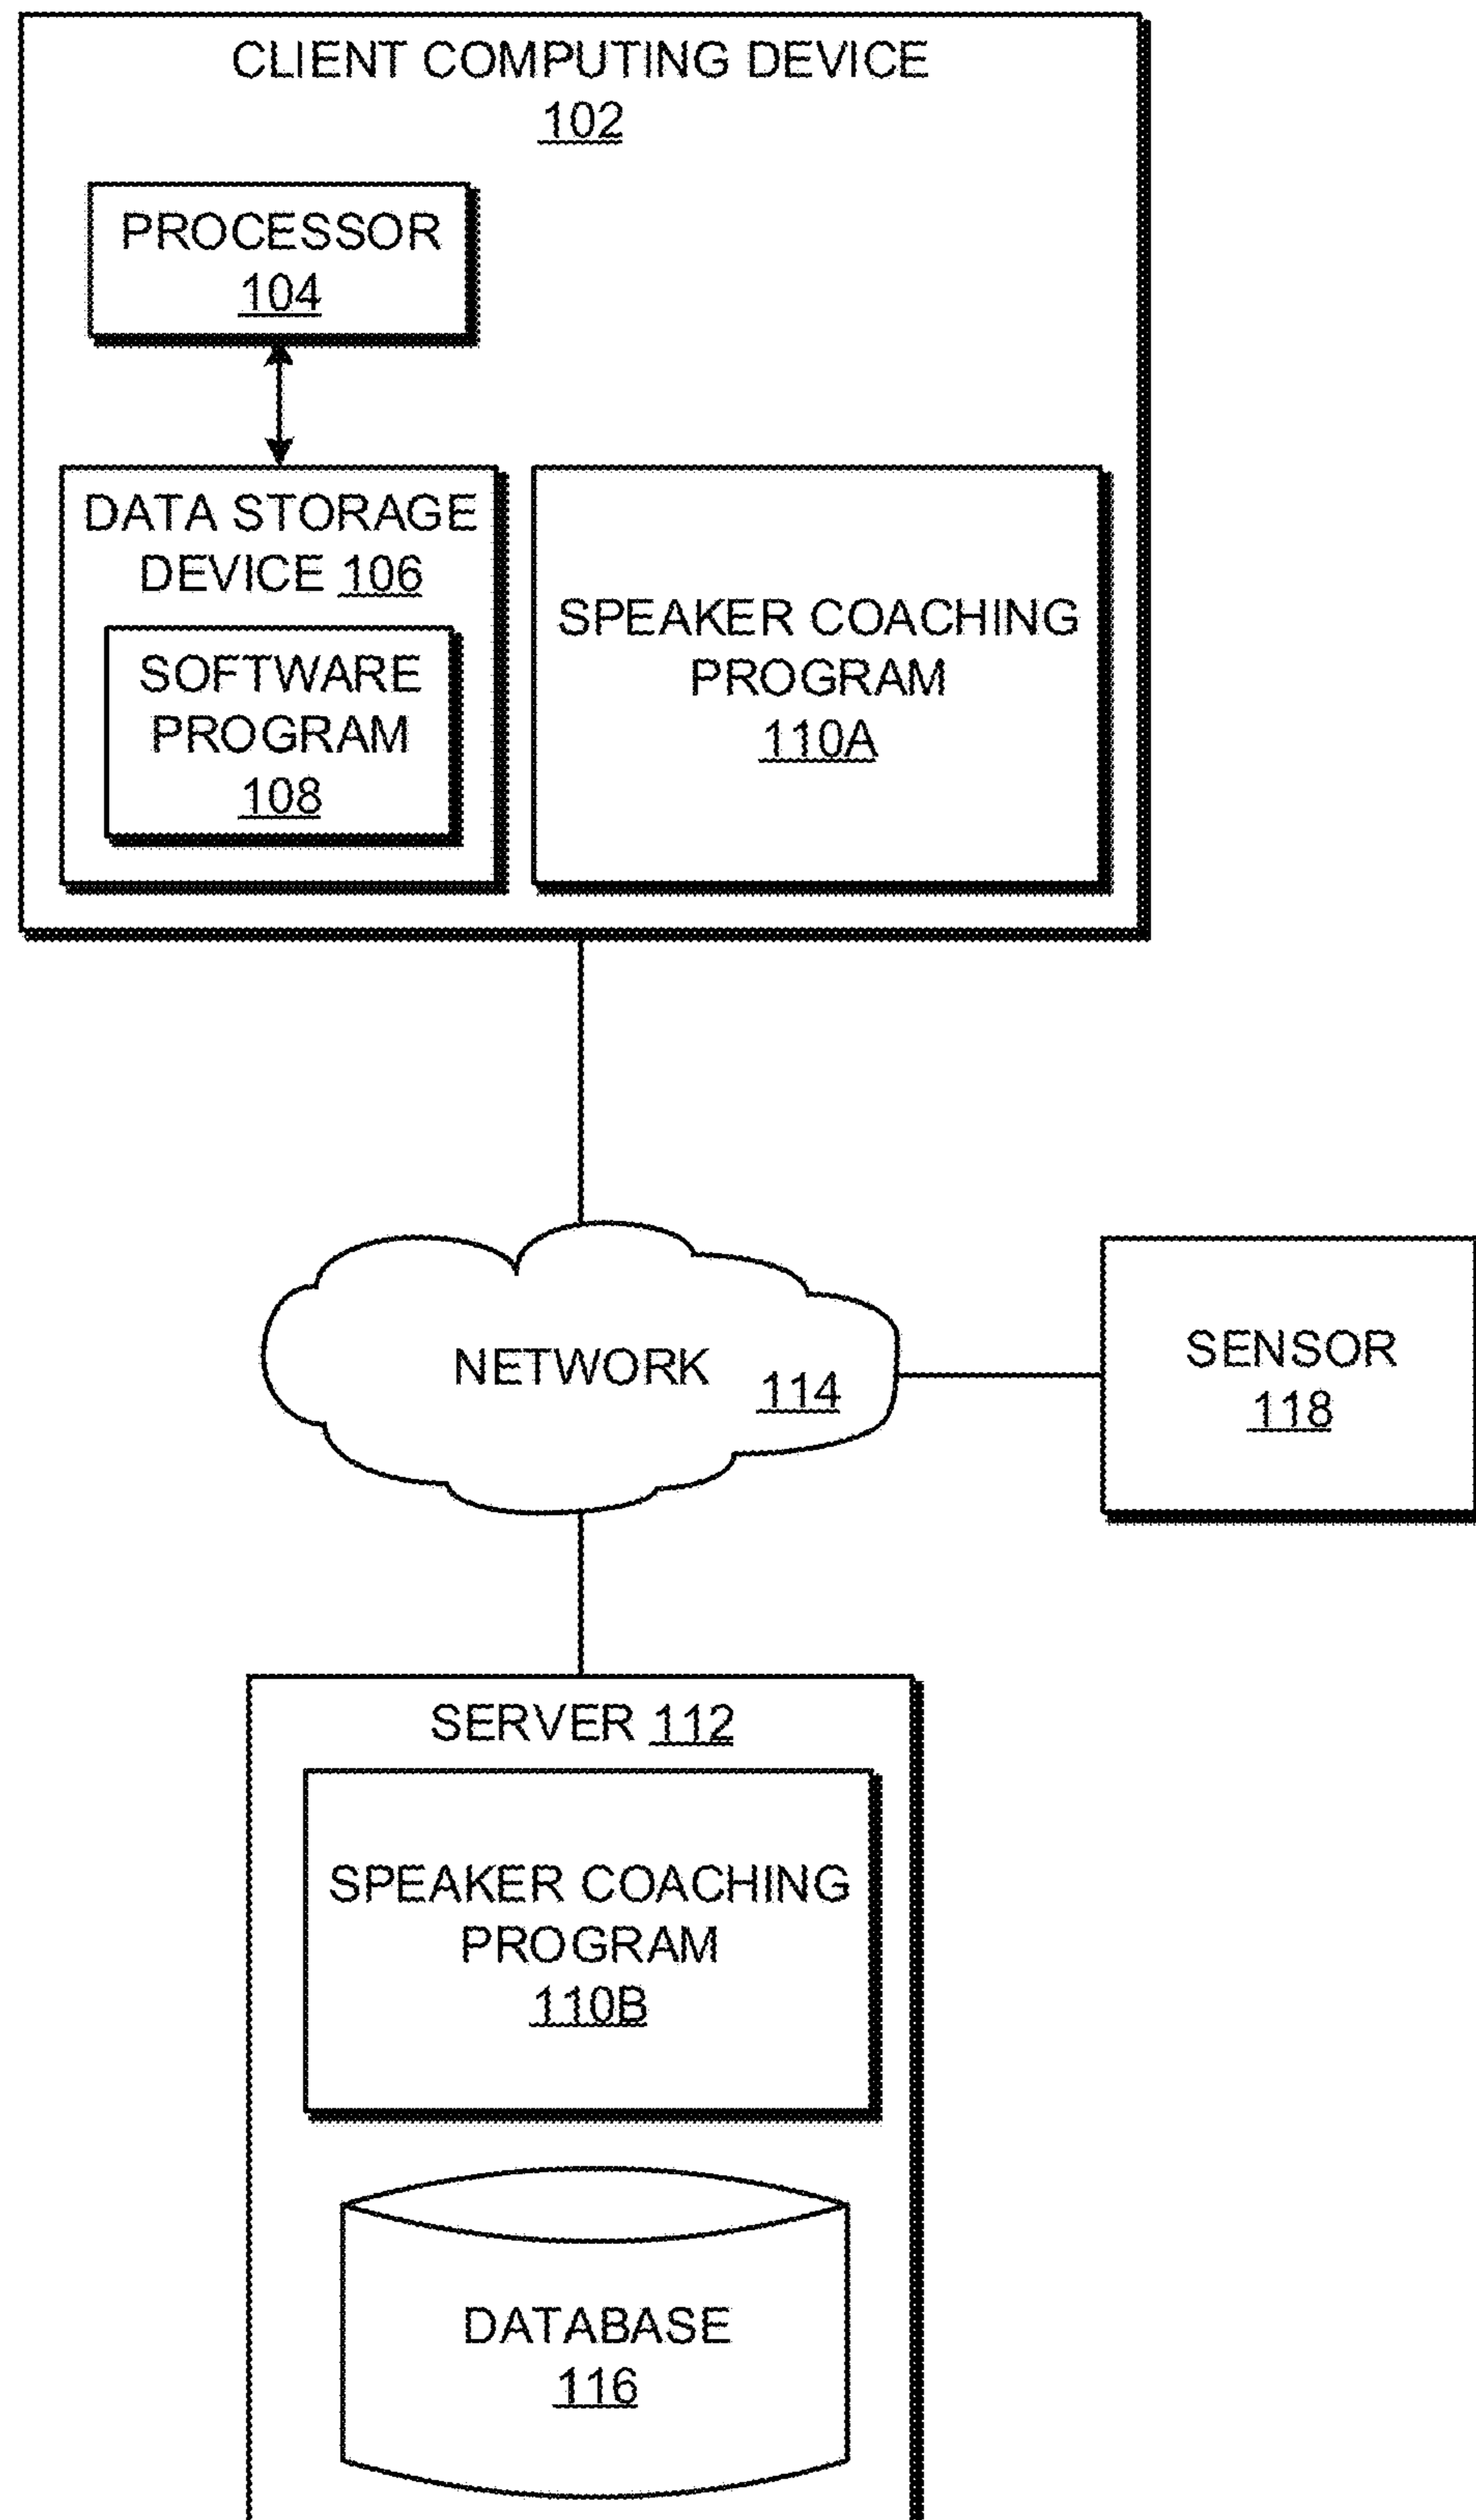 CLIENT COMPUTING DEVICE
102
PROCESSOR
104
DATA STORAGE
DEVICE 106
SOFTWARE
PROGRAM
108
SPEAKER COACHING
PROGRAM
110A
NETWORK 114
SENSOR
118
SERVER 112
SPEAKER COACHING
PROGRAM
110B
DATABASE
116